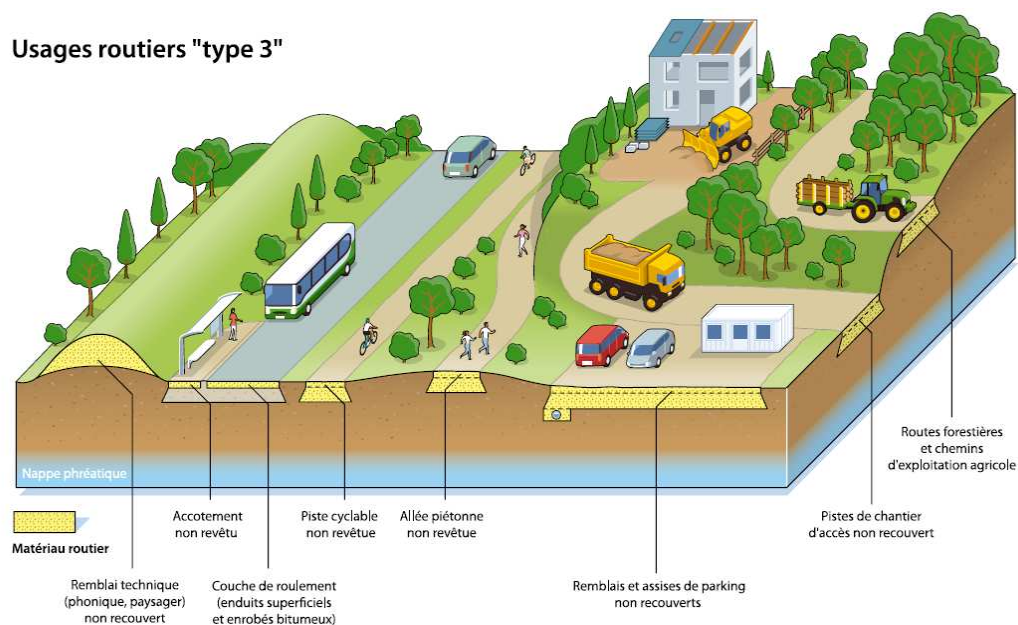 Usages routiers "type 3"
Nappe phréatique
Matériau routier
Remblai technique
(phonique, paysager)
non recouvert
Accotement
non revêtu
Couche de roulement
(enduits superficiels
et enrobés bitumeux)
Piste cyclable
non revêtue
Allée piétonne
non revêtue
Remblais et assises de parking
non recouverts
Pistes de chantier
d'accès non recouvert
Routes forestières
et chemins
d'exploitation agricole